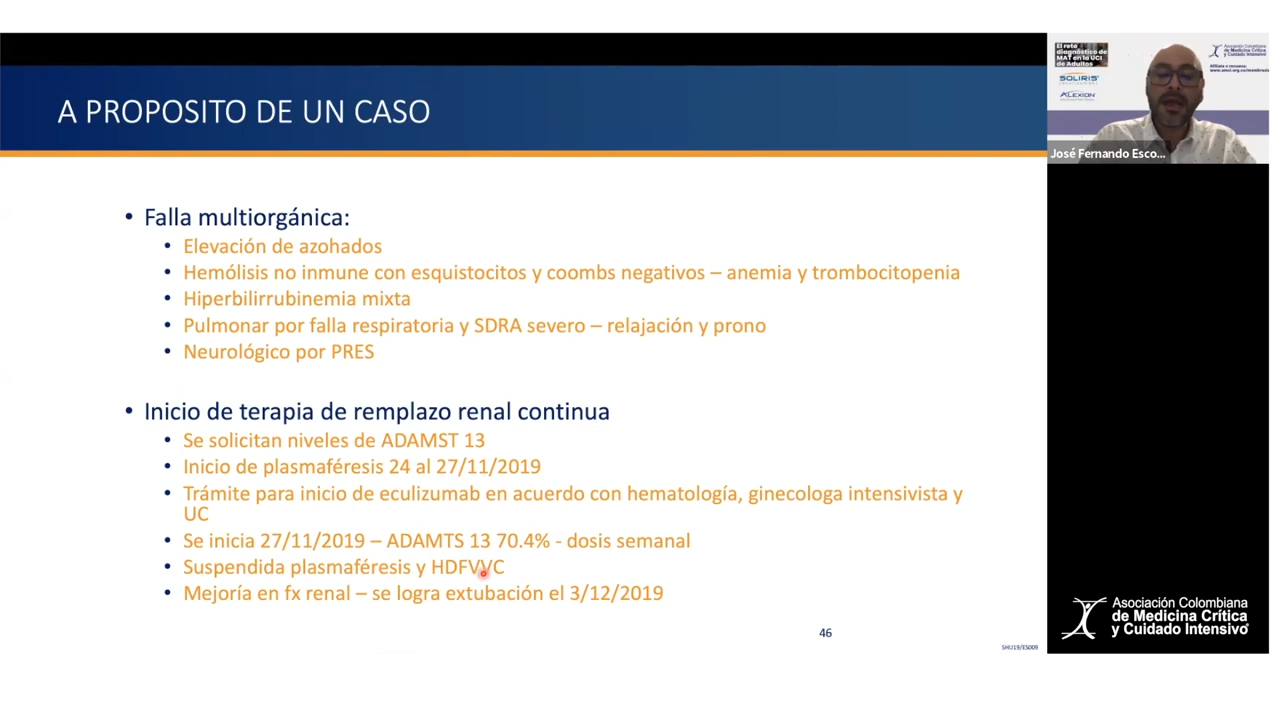 A PROPOSITO DE UN CASO
• Falla multiorgánica:
• Elevación de azohados
• Hemólisis no inmune con esquistocitos y coombs negativos – anemia y trombocitopenia
• Hiperbilirrubinemia mixta
• Pulmonar por falla respiratoria y SDRA severo – relajación y prono
• Neurológico por PRES
• Inicio de terapia de remplazo renal continua
• Se solicitan niveles de ADAMST 13
• Inicio de plasmaféresis 24 al 27/11/2019
• Trámite para inicio de eculizumab en acuerdo con hematología, ginecologa intensivista y
UC
• Se inicia 27/11/2019 – ADAMTS 13 70.4% - dosis semanal
• Suspendida plasmaféresis y HDFVVC
• Mejoría en fx renal – se logra extubación el 3/12/2019
46
SHU19/ES009
El reto
diagnóstico de
MAT en la UCI
de Adultos
SOLIRIS
ALEXION
Asociación Colombiana
de Medicina Crítica
y Cuidado Intensivo
José Fernando Esco...
Asociación Colombiana
de Medicina Crítica
y Cuidado Intensivo